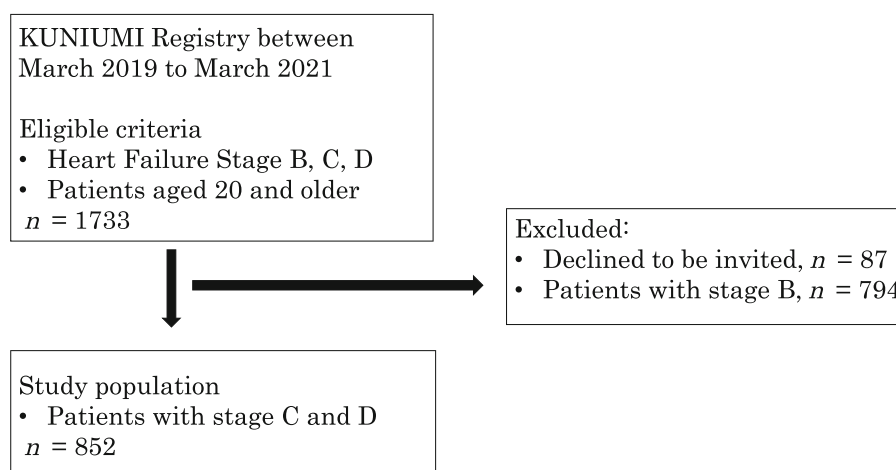 KUNIUMI Registry between
March 2019 to March 2021
Eligible criteria
• Heart Failure Stage B, C, D
• Patients aged 20 and older
n = 1733
Excluded:
• Declined to be invited, n = 87
• Patients with stage B, n = 794
Study population
• Patients with stage C and D
n = 852